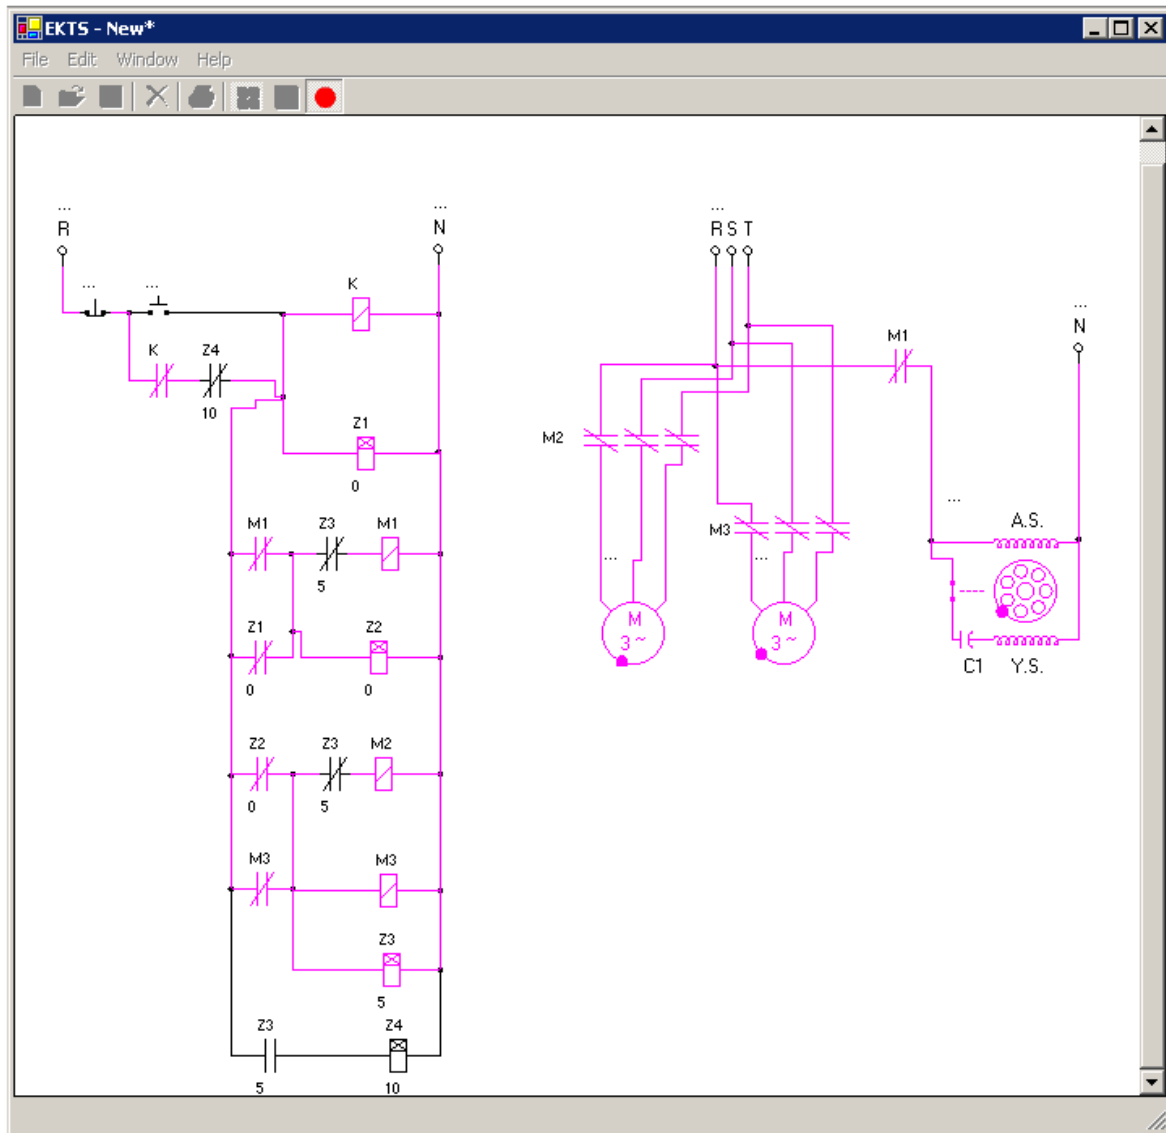 EKTS - New*
File Edit Window Help
... ... ...
R N R S T
... ... K ...
N
M1
K Z4
10
Z1
M2
0
...
M1 Z3 M1 M3 A.S.
5 ... ...
Z1 Z2 M M
3~ 3~
0 0 C1 Y.S.
Z2 Z3 M2
0 5
M3 M3
Z3
5
Z3 Z4
5 10